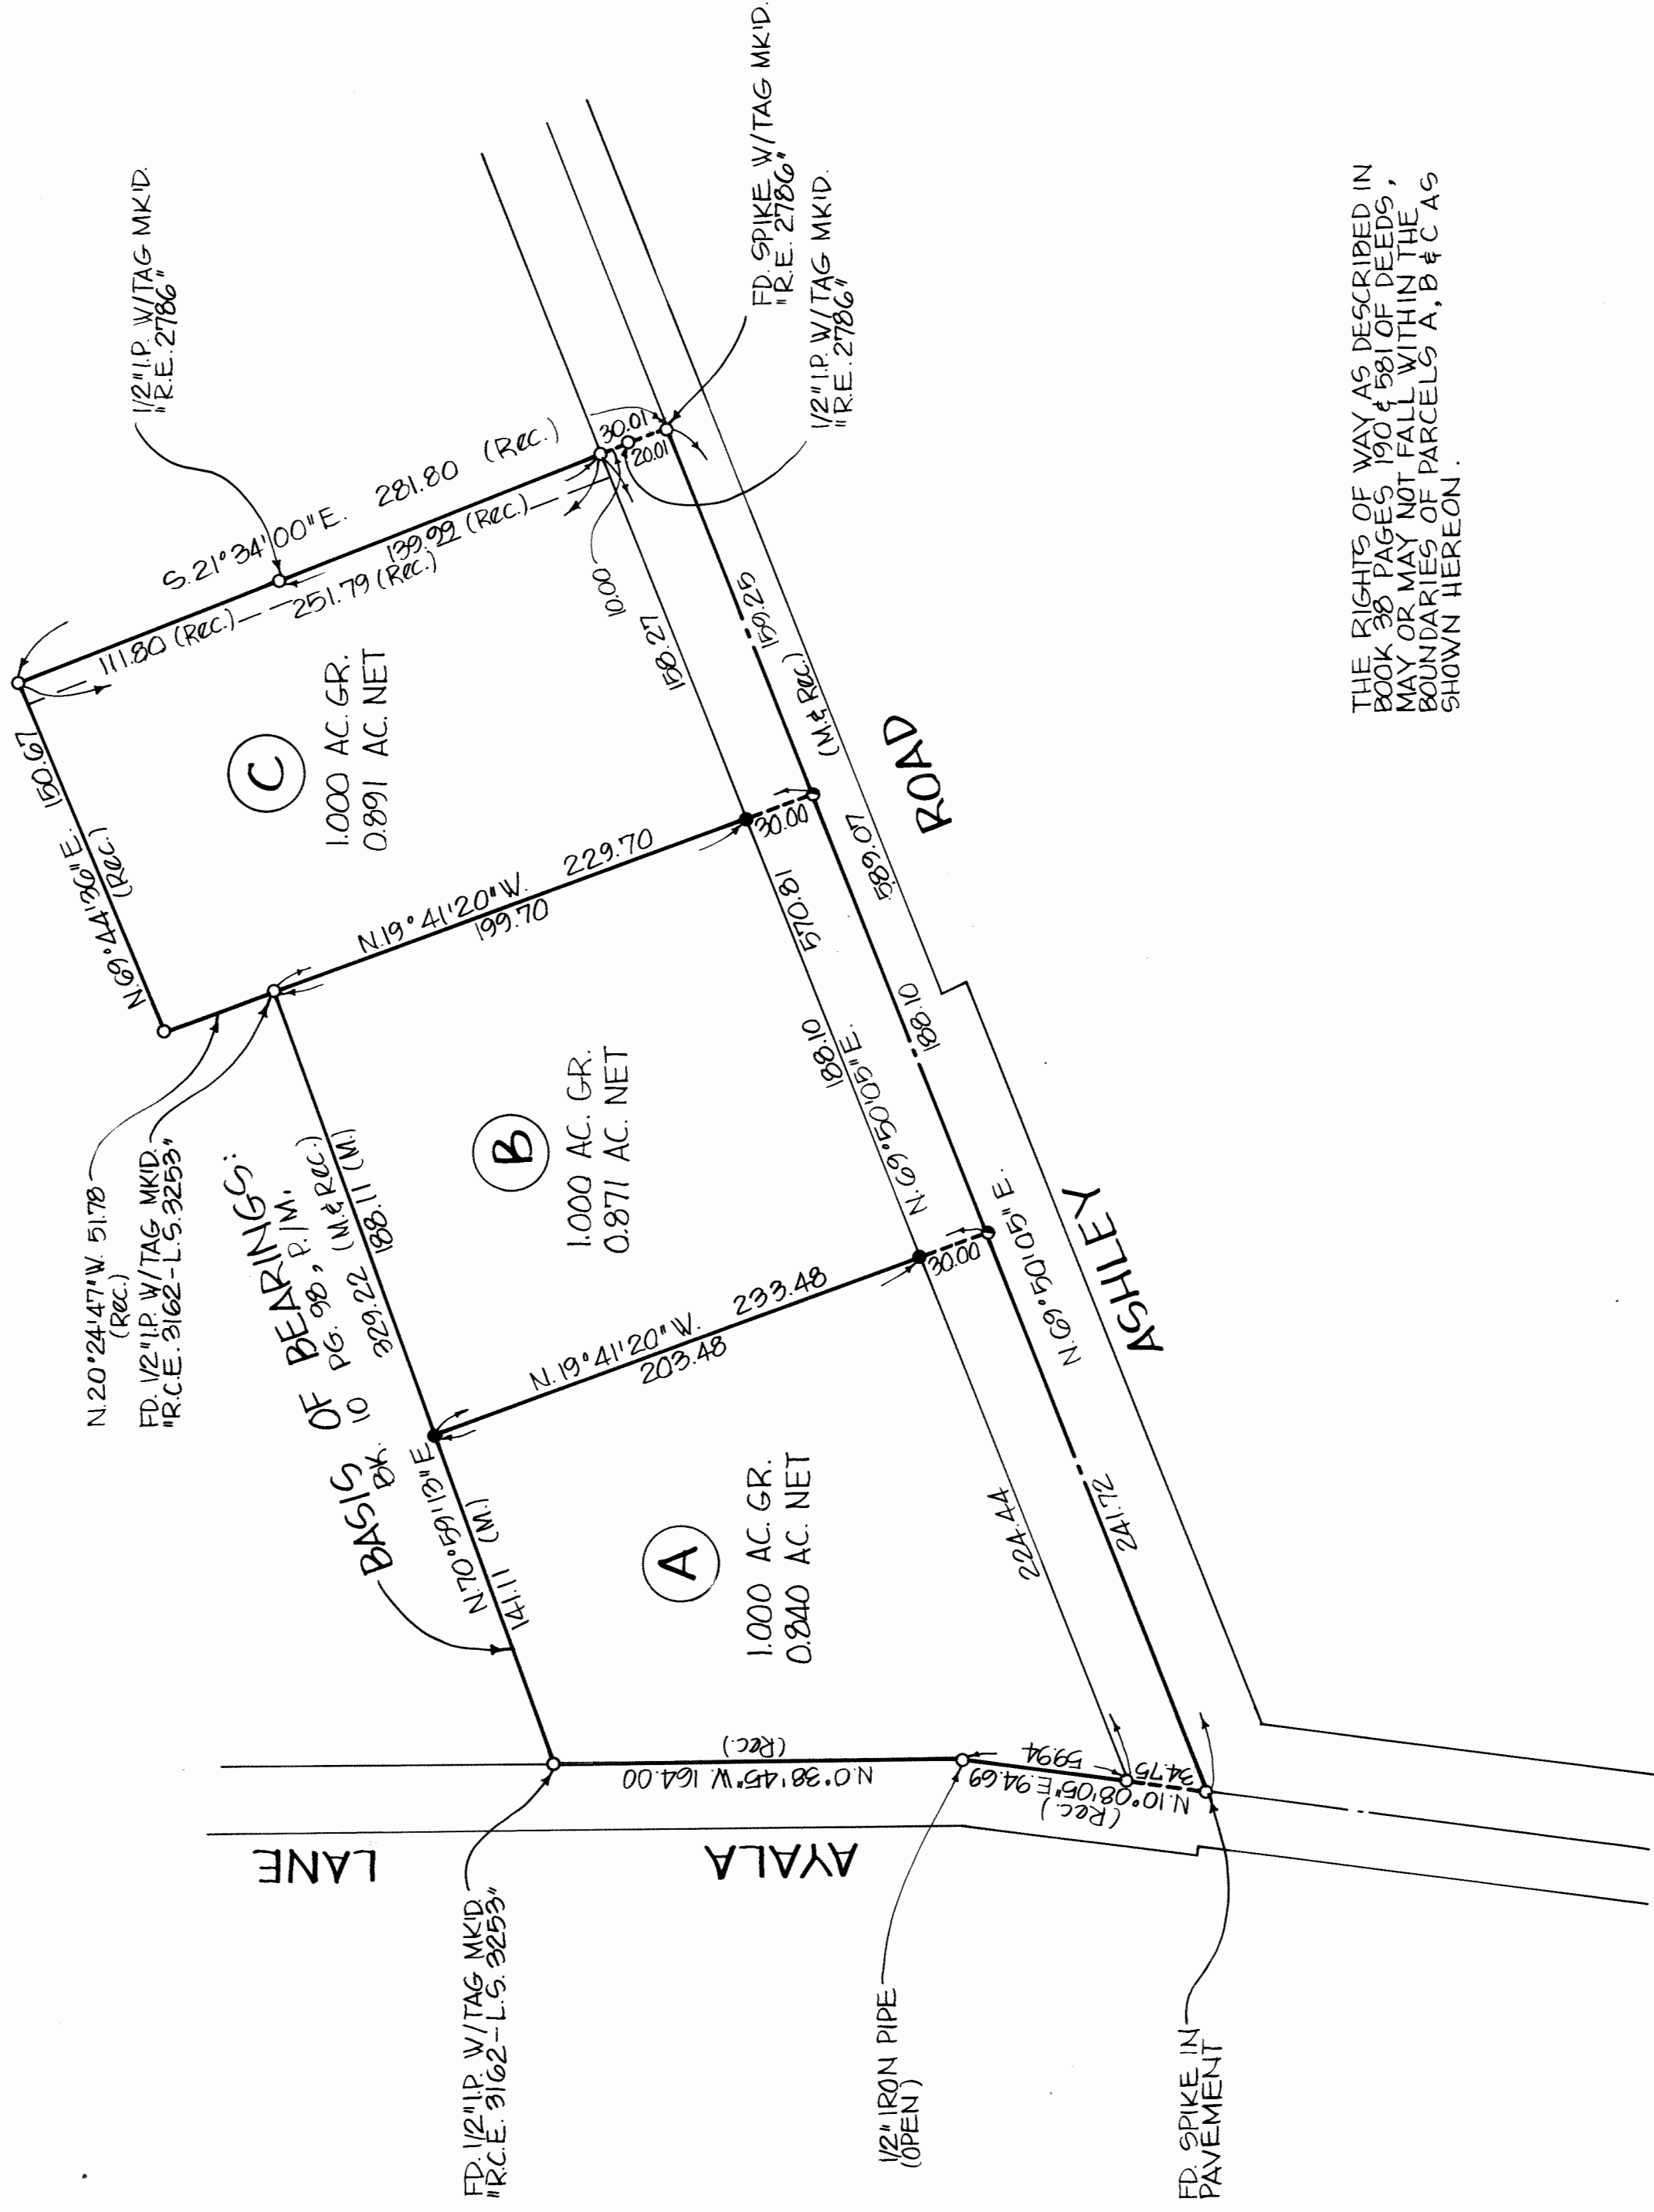 1/2" I.P. W/TAG MK'D.
"R.E. 2786"
S. 21° 34' 00" E. 281.80 (Rec.)
139.99 (Rec.)
251.79 (Rec.)
111.80 (Rec.)
FD. SPIKE W/TAG MK'D.
"R.E. 2786"
1/2" I.P. W/TAG MK'D.
"R.E. 2786"
30.01
20.01
10.00
N. 69° 44' 36" E. 150.67
(Rec.)
C
1.000 AC. GR.
0.891 AC. NET
158.27
(M. & Rec.) 159.25
N. 20° 24' 47" W. 51.78
(Rec.)
FD. 1/2" I.P. W/TAG MK'D.
"R.C.E. 3162-L.S. 3253"
N. 19° 41' 20" W. 229.70
199.70
30.00
570.81
589.07
188.10
188.10
N. 69° 50' 05" E.
N. 69° 50' 05" E.
ASHLEY ROAD
BASIS OF BEARINGS:
BK. 10 PG. 98, P.M.
329.22 (M. & REC.)
188.11 (M.)
N. 70° 59' 13" E
141.11 (M.)
B
1.000 AC. GR.
0.871 AC. NET
N. 19° 41' 20" W. 233.48
203.48
30.00
A
1.000 AC. GR.
0.840 AC. NET
224.44
241.72
N. 0° 38' 45" W. 164.00
(Rec.)
N. 10° 08' 05" E. 94.69
(Rec.)
59.94
34.75
AYALA LANE
FD. 1/2" I.P. W/TAG MK'D.
"R.C.E. 3162-L.S. 3253"
1/2" IRON PIPE
(OPEN)
FD. SPIKE IN
PAVEMENT
THE RIGHTS OF WAY AS DESCRIBED IN
BOOK 38 PAGES 190 & 581 OF DEEDS,
MAY OR MAY NOT FALL WITHIN THE
BOUNDARIES OF PARCELS A, B & C AS
SHOWN HEREON.